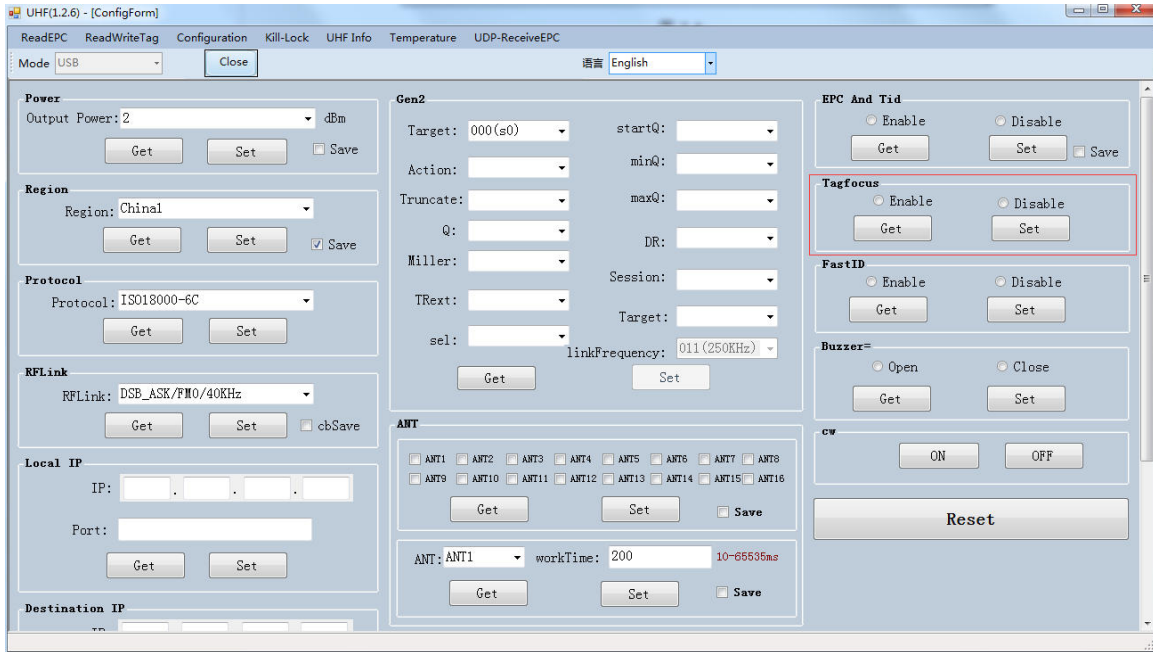 UHF(1.2.6) - [ConfigForm]
ReadEPC ReadWriteTag Configuration Kill-Lock UHF Info Temperature UDP-ReceiveEPC
Mode USB Close 语言 English
Power
Output Power: 2 dBm
Get Set Save
Region
Region: China1
Get Set Save
Protocol
Protocol: ISO18000-6C
Get Set
RFLink
RFLink: DSB_ASK/FM0/40KHz
Get Set cbSave
Local IP
IP: . . .
Port:
Get Set
Destination IP
Gen2
Target: 000(s0) startQ:
Action: minQ:
Truncate: maxQ:
Q: DR:
Miller: Session:
TRext: Target:
sel: linkFrequency: 011(250KHz)
Get Set
ANT
ANT1 ANT2 ANT3 ANT4 ANT5 ANT6 ANT7 ANT8
ANT9 ANT10 ANT11 ANT12 ANT13 ANT14 ANT15 ANT16
Get Set Save
ANT: ANT1 workTime: 200 10-65535ms
Get Set Save
EPC And Tid
Enable Disable
Get Set Save
Tagfocus
Enable Disable
Get Set
FastID
Enable Disable
Get Set
Buzzer=
Open Close
Get Set
cw
ON OFF
Reset